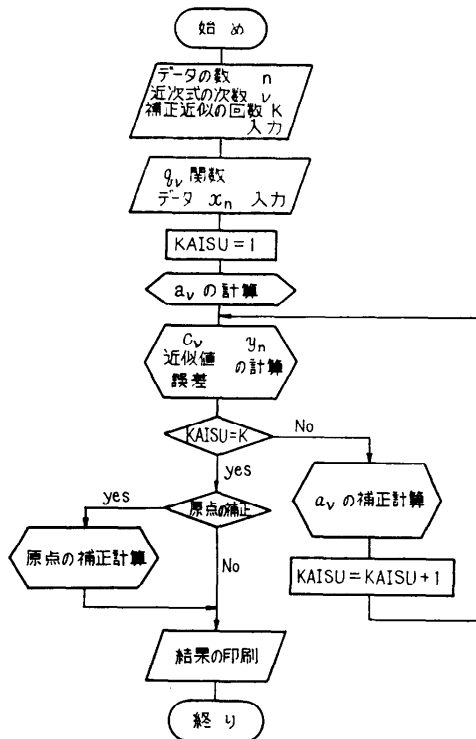 始め
データの数 n
近次式の次数 ν
補正近似の回数 K
入力
qν 関数
データ xn 入力
KAISU=1
aν の計算
Cν yn
近似値 の計算
誤差
KAISU=K
No
yes
原点の補正
yes
No
aν の補正計算
原点の補正計算
KAISU=KAISU+1
結果の印刷
終り